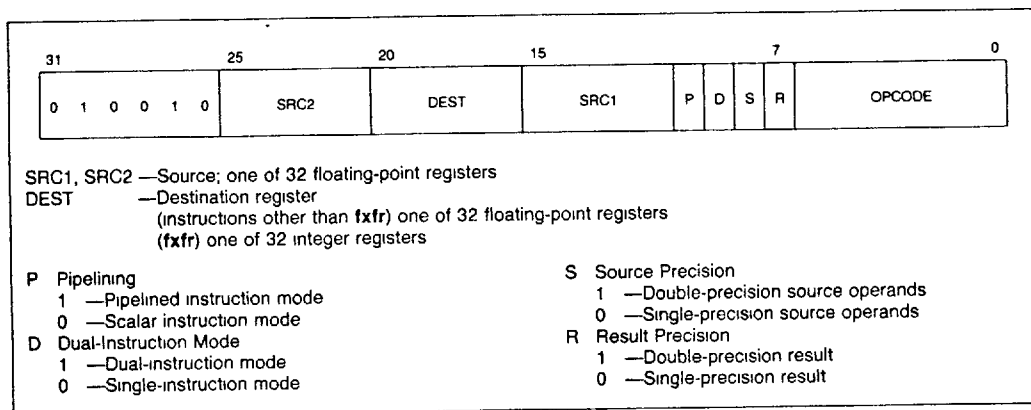 31 25 20 15 7 0
0 1 0 0 1 0 SRC2 DEST SRC1 P D S R OPCODE
SRC1, SRC2 —Source; one of 32 floating-point registers
DEST —Destination register
(instructions other than fxfr) one of 32 floating-point registers
(fxfr) one of 32 integer registers
P Pipelining
1 —Pipelined instruction mode
0 —Scalar instruction mode
D Dual-Instruction Mode
1 —Dual-instruction mode
0 —Single-instruction mode
S Source Precision
1 —Double-precision source operands
0 —Single-precision source operands
R Result Precision
1 —Double-precision result
0 —Single-precision result